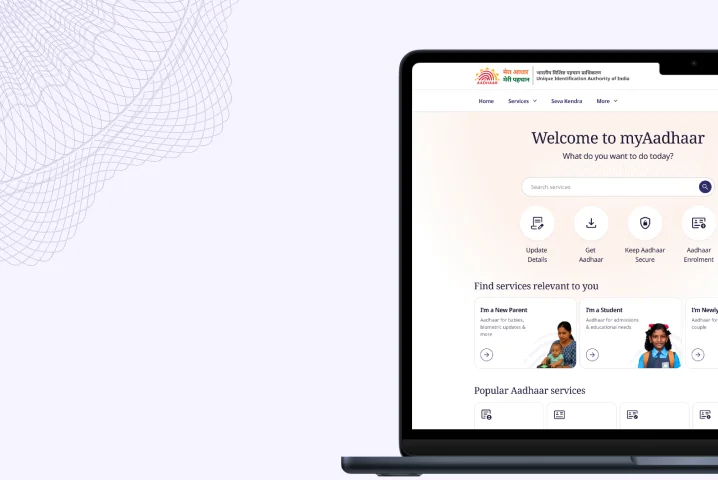 मेरा आधार
मेरी पहचान
AADHAAR
भारतीय विशिष्ट पहचान प्राधिकरण
Unique Identification Authority of India
Home Services Seva Kendra More
Welcome to myAadhaar
What do you want to do today?
Search services
Update
Details
Get
Aadhaar
Keep Aadhaar
Secure
Aadhaar
Enrolment
Find services relevant to you
I'm a New Parent
Aadhaar for babies,
biometric updates &
more
I'm a Student
Aadhaar for admissions
& educational needs
I'm Newly
Aadhaar for
couple
Popular Aadhaar services